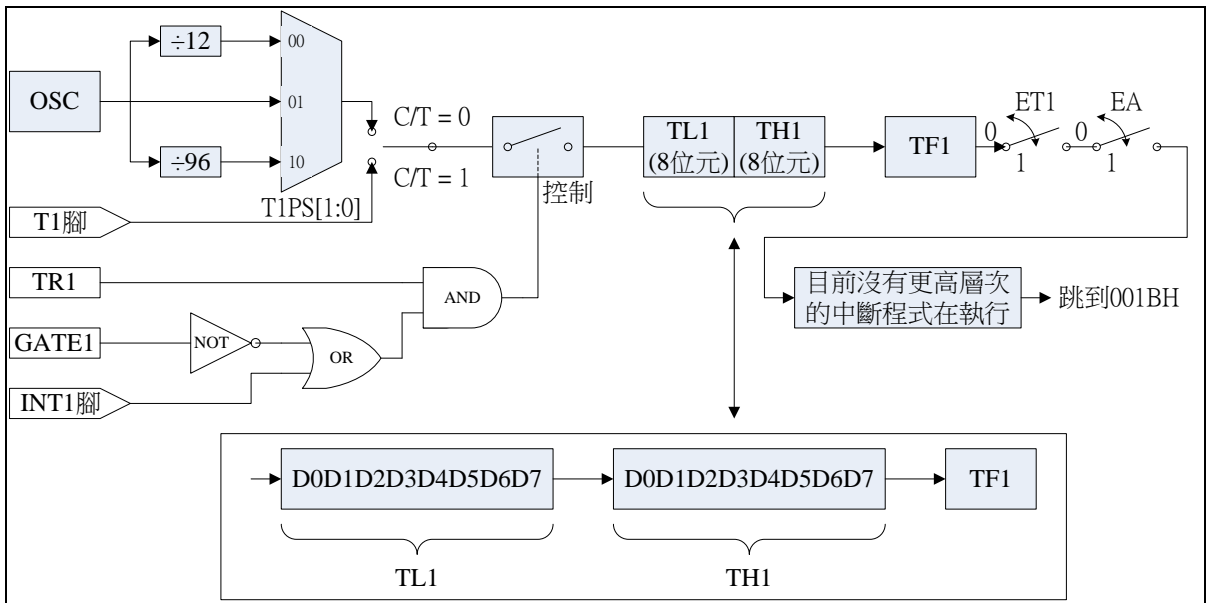 ÷12
00
OSC
01
÷96
10
T1PS[1:0]
T1腳
C/T = 0
C/T = 1
控制
TL1
(8位元)
TH1
(8位元)
TF1
ET1
0
1
EA
0
1
TR1
AND
GATE1
NOT
OR
INT1腳
目前沒有更高層次
的中斷程式在執行
跳到001BH
D0D1D2D3D4D5D6D7
D0D1D2D3D4D5D6D7
TF1
TL1
TH1